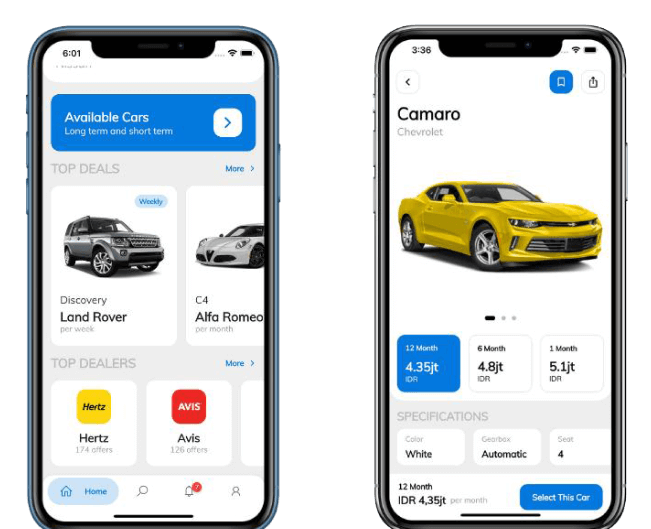 6:01
Available Cars
Long term and short term
TOP DEALS
More
Weekly
Discovery
Land Rover
per week
C4
Alfa Romeo
per month
TOP DEALERS
More
Hertz
Hertz
174 offers
AVIS
Avis
126 offers
Home
7
3:36
Camaro
Chevrolet
12 Month
4.35jt
IDR
6 Month
4.8jt
IDR
1 Month
5.1jt
IDR
SPECIFICATIONS
Color
White
Gearbox
Automatic
Seat
4
12 Month
IDR 4,35jt per month
Select This Car